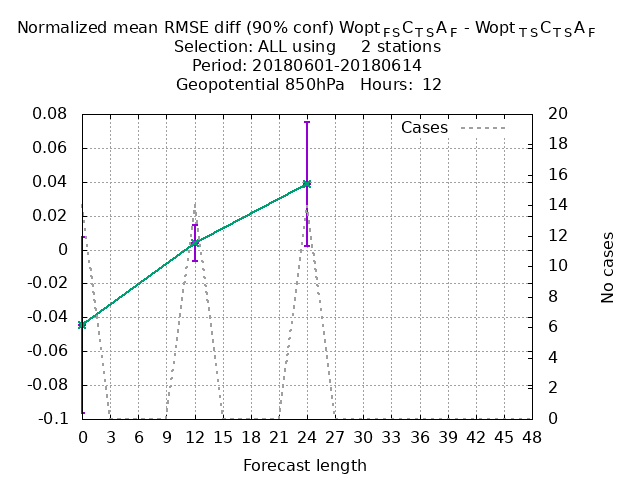 Normalized mean RMSE diff (90% conf) Wopt FS C TS A F - Wopt TS C TS A F
Selection: ALL using 2 stations
Period: 20180601-20180614
Geopotential 850hPa Hours: 12
Cases
0.08
0.06
0.04
0.02
0
-0.02
-0.04
-0.06
-0.08
-0.1
20
18
16
14
12
10
8
6
4
2
0
No cases
0 3 6 9 12 15 18 21 24 27 30 33 36 39 42 45 48
Forecast length